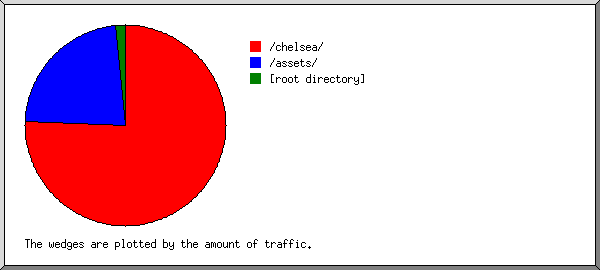 /chelsea/
/assets/
[root directory]
The wedges are plotted by the amount of traffic.